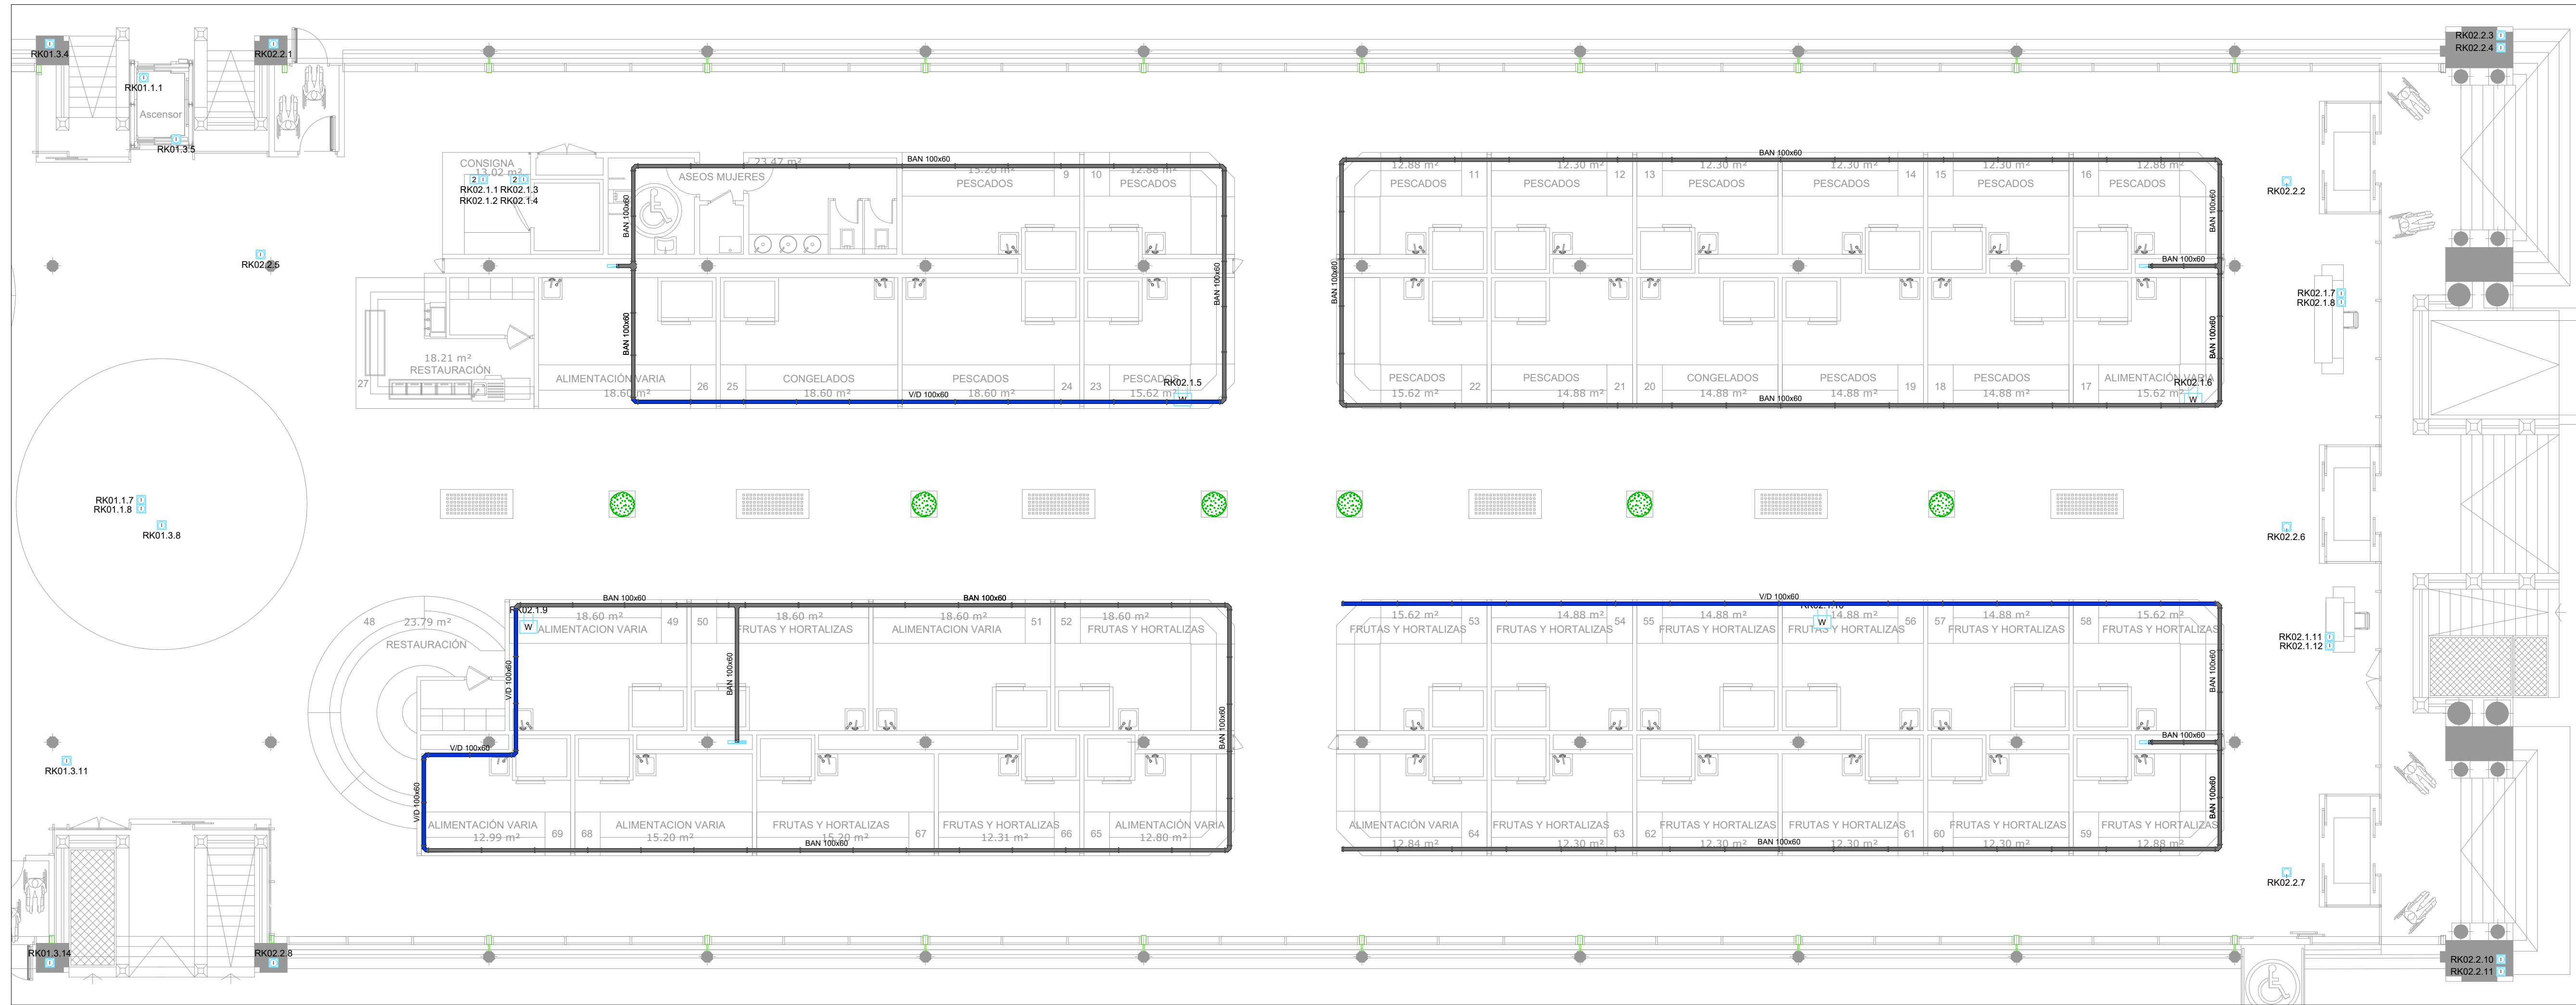 RK01.3.4
RK02.2.1
RK02.2.3
RK02.2.4
RK01.1.1
Ascensor
RK01.3.5
CONSIGNA
13.02 m²
2
2
RK02.1.1 RK02.1.3
RK02.1.2 RK02.1.4
RK02.2.5
BAN 100x60
23.47 m²
ASEOS MUJERES
15.20 m²
PESCADOS
9
10
12.88 m²
PESCADOS
BAN 100x60
BAN 100x60
BAN 100x60
BAN 100x60
12.88 m²
PESCADOS
11
12.30 m²
PESCADOS
12
13
12.30 m²
PESCADOS
12.30 m²
PESCADOS
14
15
12.30 m²
PESCADOS
16
12.88 m²
PESCADOS
BAN 100x60
BAN 100x60
BAN 100x60
BAN 100x60
RK02.2.2
RK02.1.7
RK02.1.8
27
18.21 m²
RESTAURACIÓN
ALIMENTACIÓN VARIA
18.60 m²
26
25
CONGELADOS
18.60 m²
PESCADOS
18.60 m²
24
23
PESCADOS
15.62 m²
RK02.1.5
W
V/D 100x60
PESCADOS
15.62 m²
22
PESCADOS
14.88 m²
21
20
CONGELADOS
14.88 m²
PESCADOS
14.88 m²
19
18
PESCADOS
14.88 m²
17
ALIMENTACIÓN VARIA
15.62 m²
RK02.1.6
W
BAN 100x60
RK01.1.7
RK01.1.8
RK01.3.8
RK02.2.6
48
23.79 m²
RESTAURACIÓN
BAN 100x60
BAN 100x60
RK02.1.9
W
18.60 m²
ALIMENTACION VARIA
49
50
18.60 m²
FRUTAS Y HORTALIZAS
18.60 m²
ALIMENTACION VARIA
51
52
18.60 m²
FRUTAS Y HORTALIZAS
V/D 100x60
BAN 100x60
BAN 100x60
V/D 100x60
V/D 100x60
V/D 100x60
15.62 m²
FRUTAS Y HORTALIZAS
53
14.88 m²
FRUTAS Y HORTALIZAS
54
55
14.88 m²
FRUTAS Y HORTALIZAS
W
14.88 m²
FRUTAS Y HORTALIZAS
56
57
14.88 m²
FRUTAS Y HORTALIZAS
58
15.62 m²
FRUTAS Y HORTALIZAS
BAN 100x60
BAN 100x60
BAN 100x60
RK02.1.11
RK02.1.12
RK01.3.11
ALIMENTACIÓN VARIA
12.99 m²
69
68
ALIMENTACION VARIA
15.20 m²
FRUTAS Y HORTALIZAS
15.20 m²
67
FRUTAS Y HORTALIZAS
12.31 m²
66
65
ALIMENTACIÓN VARIA
12.80 m²
BAN 100x60
ALIMENTACIÓN VARIA
12.84 m²
64
FRUTAS Y HORTALIZAS
12.30 m²
63
62
FRUTAS Y HORTALIZAS
12.30 m²
FRUTAS Y HORTALIZAS
12.30 m²
61
60
FRUTAS Y HORTALIZAS
12.30 m²
59
FRUTAS Y HORTALIZAS
12.88 m²
BAN 100x60
RK02.2.7
RK01.3.14
RK02.2.8
RK02.2.10
RK02.2.11